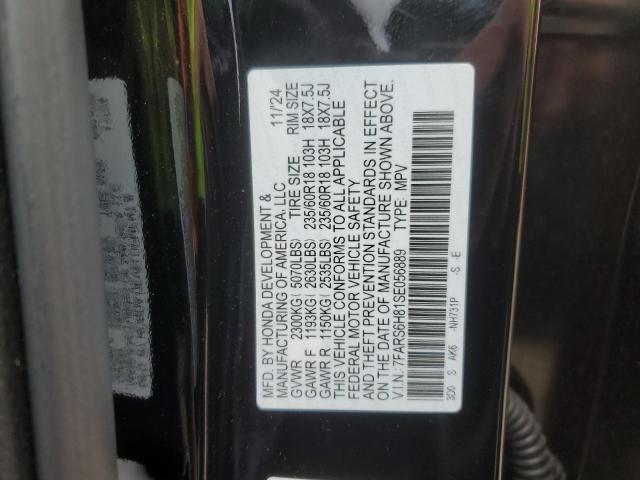 MFD. BY HONDA DEVELOPMENT &
MANUFACTURING OF AMERICA, LLC 11/24
GVWR 2300KG( 5070LBS) TIRE SIZE RIM SIZE
GAWR F 1193KG( 2630LBS) 235/60R18 103H 18X7.5J
GAWR R 1150KG( 2535LBS) 235/60R18 103H 18X7.5J
THIS VEHICLE CONFORMS TO ALL APPLICABLE
FEDERAL MOTOR VEHICLE SAFETY
AND THEFT PREVENTION STANDARDS IN EFFECT
ON THE DATE OF MANUFACTURE SHOWN ABOVE.
V.I.N.: 7FARS6H81SE056889 TYPE: MPV
3D0 S AK6 -NH731P -S -E